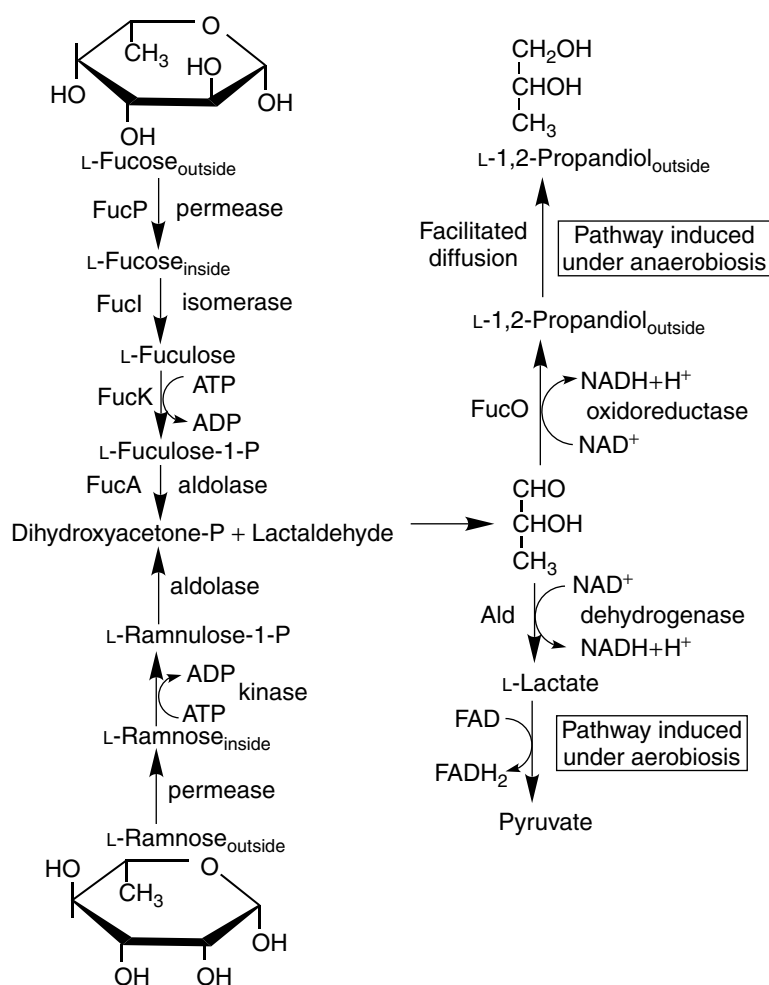 O
CH₃
HO
HO
OH
OH
L-Fucose outside
FucP permease
L-Fucose inside
FucI isomerase
L-Fuculose
FucK ATP
ADP
L-Fuculose-1-P
FucA aldolase
Dihydroxyacetone-P + Lactaldehyde
aldolase
L-Ramnulose-1-P
ADP
kinase
ATP
L-Ramnose inside
permease
L-Ramnose outside
HO
O
CH₃
OH
OH OH
CH₂OH
CHOH
CH₃
L-1,2-Propandiol outside
Facilitated
diffusion
Pathway induced
under anaerobiosis
L-1,2-Propandiol outside
NADH+H⁺
FucO oxidoreductase
NAD⁺
CHO
CHOH
CH₃
NAD⁺
Ald dehydrogenase
NADH+H⁺
L-Lactate
FAD
FADH₂
Pathway induced
under aerobiosis
Pyruvate